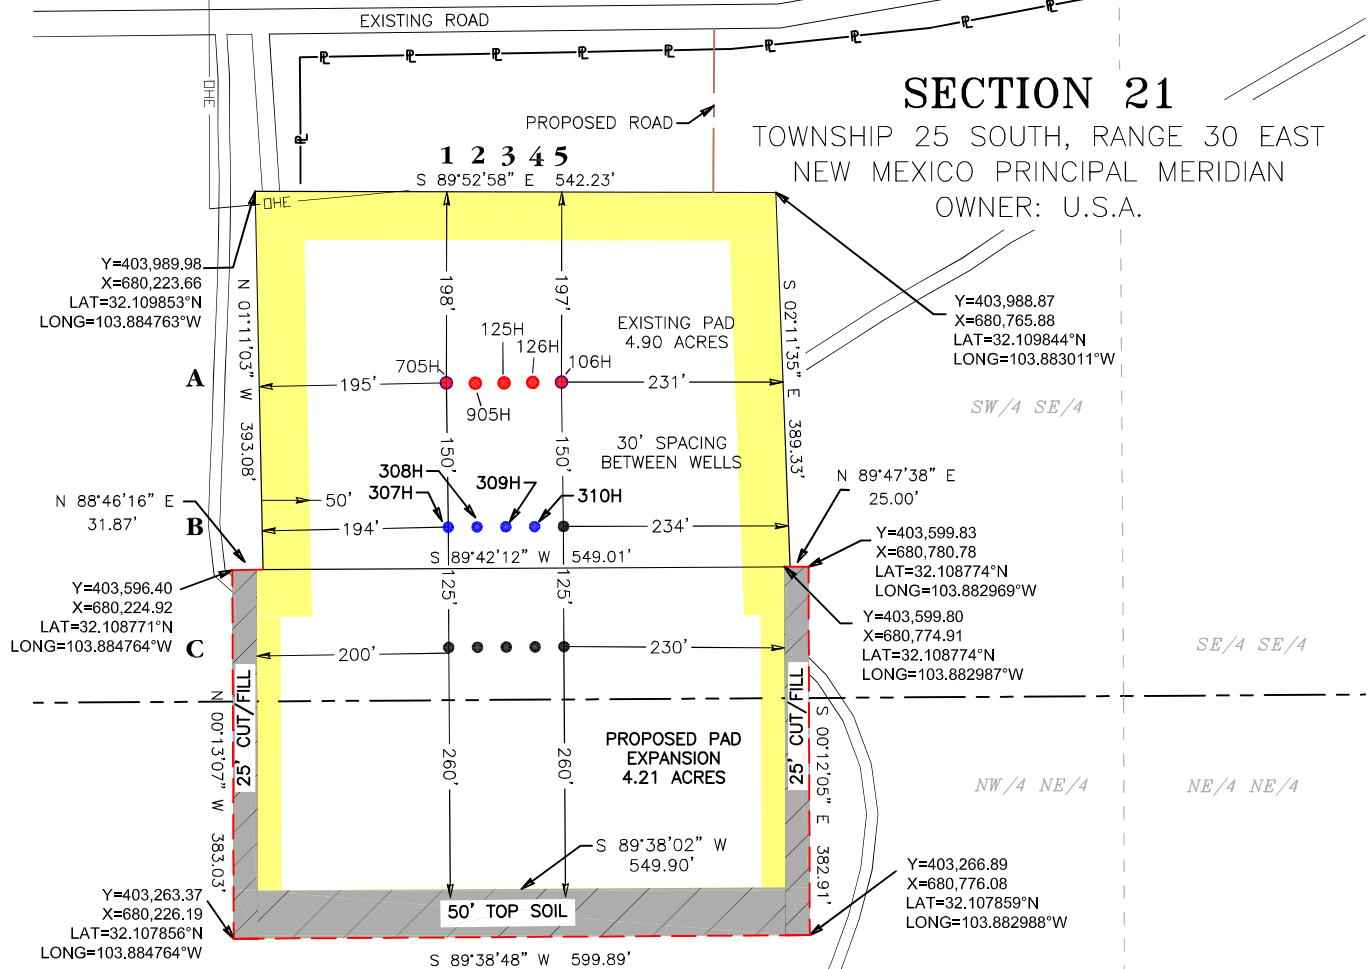 EXISTING ROAD
OHE
PL PL PL PL PL PL PL PL PL
PL
SECTION 21
TOWNSHIP 25 SOUTH, RANGE 30 EAST
NEW MEXICO PRINCIPAL MERIDIAN
OWNER: U.S.A.
PROPOSED ROAD
1 2 3 4 5
S 89°52'58" E 542.23'
OHE
Y=403,989.98
X=680,223.66
LAT=32.109853°N
LONG=103.884763°W
N 01°11'03" W 393.08'
198'
197'
S 02°11'35" E 389.33'
Y=403,988.87
X=680,765.88
LAT=32.109844°N
LONG=103.883011°W
EXISTING PAD
4.90 ACRES
125H
126H
705H
106H
905H
A
195'
231'
SW/4 SE/4
150'
150'
30' SPACING
BETWEEN WELLS
308H
307H
309H
310H
50'
N 88°46'16" E
31.87'
N 89°47'38" E
25.00'
B
194'
234'
S 89°42'12" W 549.01'
Y=403,599.83
X=680,780.78
LAT=32.108774°N
LONG=103.882969°W
Y=403,596.40
X=680,224.92
LAT=32.108771°N
LONG=103.884764°W
125'
125'
Y=403,599.80
X=680,774.91
LAT=32.108774°N
LONG=103.882987°W
C
200'
230'
SE/4 SE/4
25' CUT/FILL
25' CUT/FILL
N 00°13'07" W 383.03'
S 00°12'05" E 382.91'
260'
260'
PROPOSED PAD
EXPANSION
4.21 ACRES
NW/4 NE/4
NE/4 NE/4
S 89°38'02" W
549.90'
Y=403,263.37
X=680,226.19
LAT=32.107856°N
LONG=103.884764°W
Y=403,266.89
X=680,776.08
LAT=32.107859°N
LONG=103.882988°W
50' TOP SOIL
S 89°38'48" W 599.89'